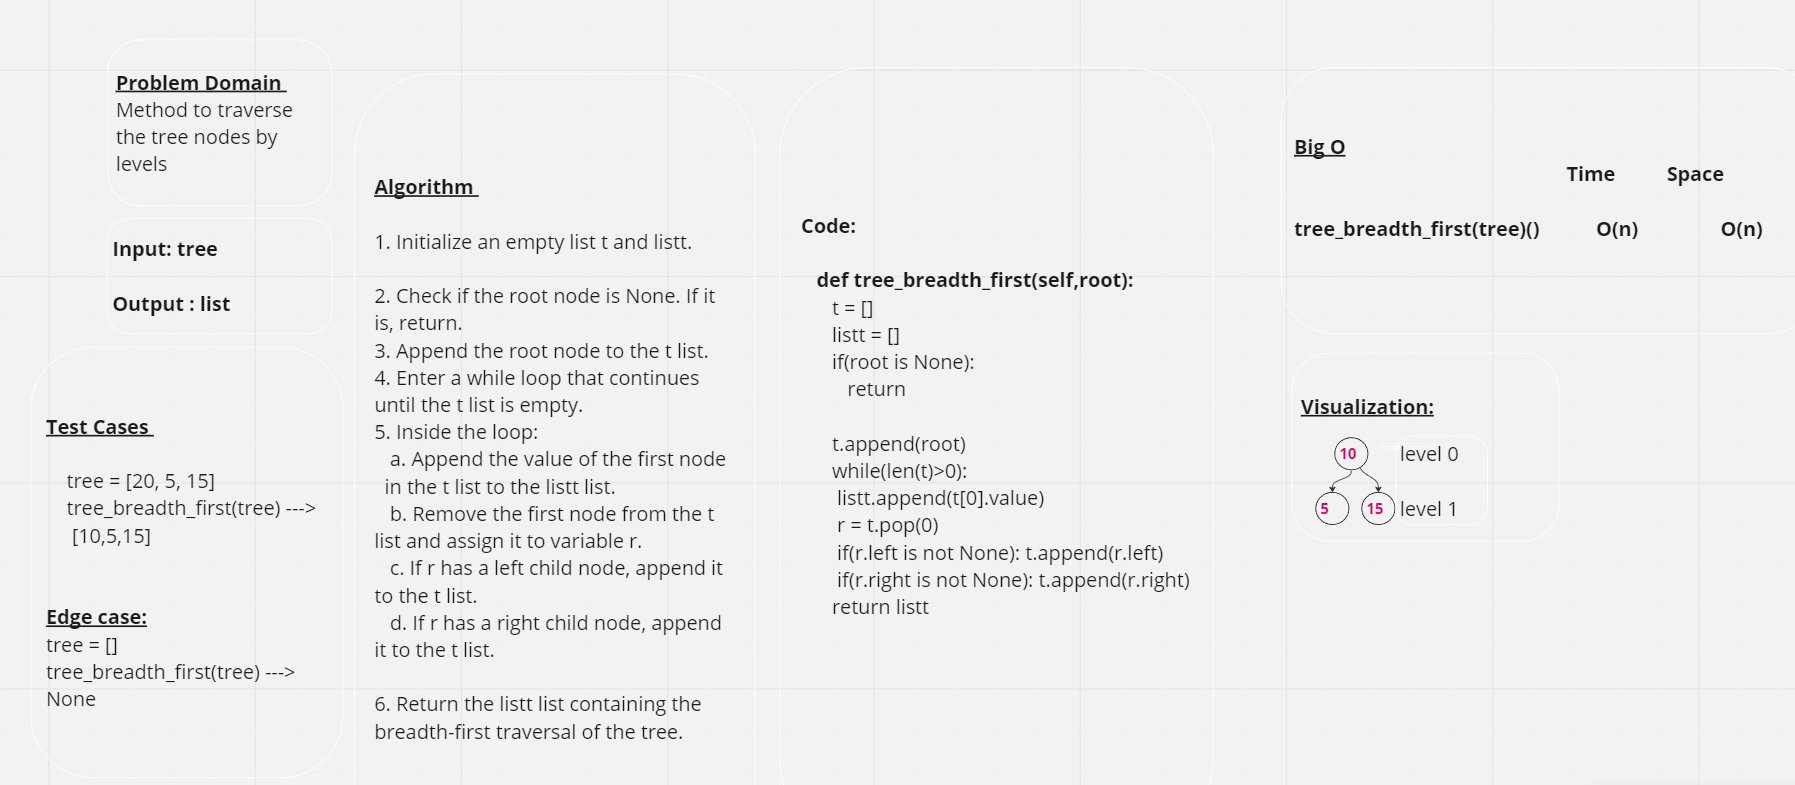 Problem Domain
Method to traverse
the tree nodes by
levels
Input: tree
Output : list
Test Cases
tree = [20, 5, 15]
tree_breadth_first(tree) --->
[10,5,15]
Edge case:
tree = []
tree_breadth_first(tree) --->
None
Algorithm
1. Initialize an empty list t and listt.
2. Check if the root node is None. If it
is, return.
3. Append the root node to the t list.
4. Enter a while loop that continues
until the t list is empty.
5. Inside the loop:
a. Append the value of the first node
in the t list to the listt list.
b. Remove the first node from the t
list and assign it to variable r.
c. If r has a left child node, append it
to the t list.
d. If r has a right child node, append
it to the t list.
6. Return the listt list containing the
breadth-first traversal of the tree.
Code:
def tree_breadth_first(self,root):
t = []
listt = []
if(root is None):
return
t.append(root)
while(len(t)>0):
listt.append(t[0].value)
r = t.pop(0)
if(r.left is not None): t.append(r.left)
if(r.right is not None): t.append(r.right)
return listt
Big O
Time Space
tree_breadth_first(tree)() O(n) O(n)
Visualization:
10 level 0
5 15 level 1